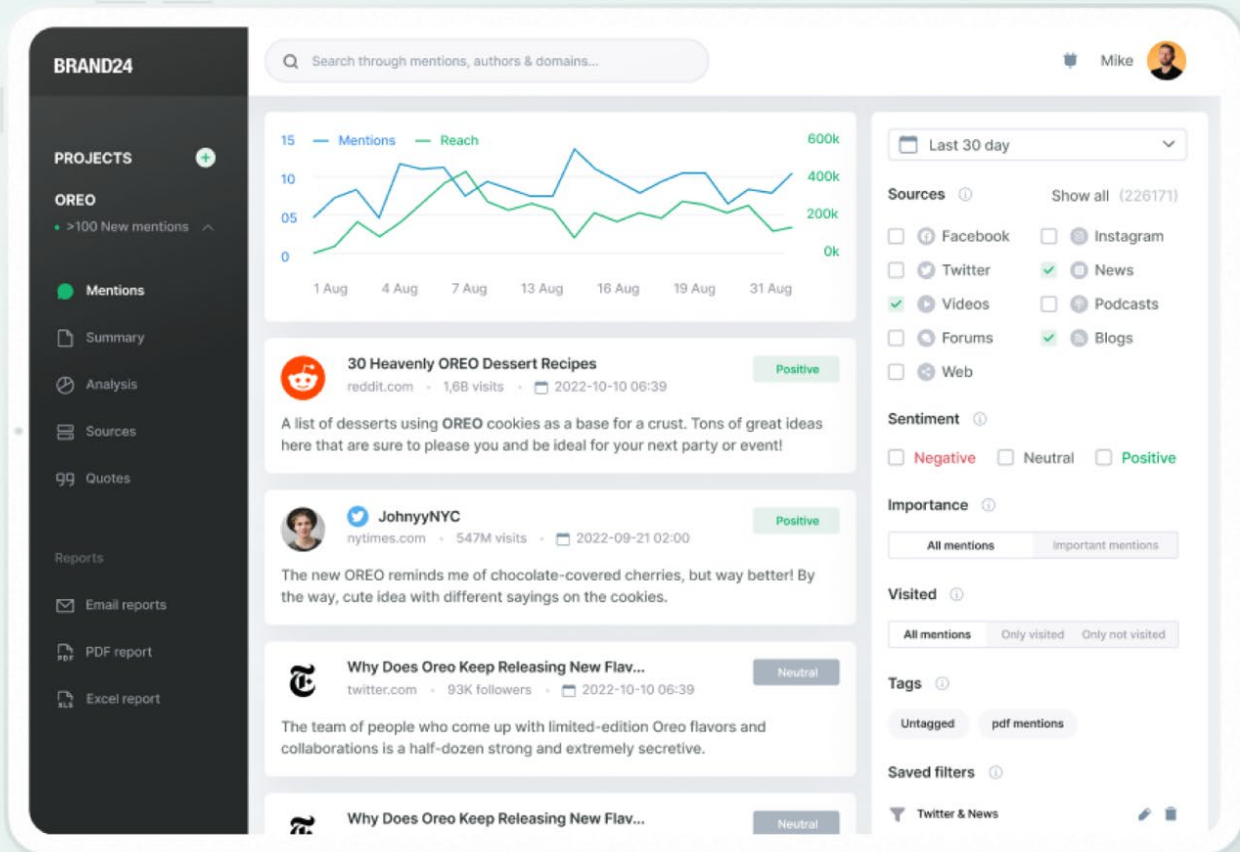 BRAND24
Search through mentions, authors & domains...
Mike
PROJECTS
OREO
>100 New mentions
Mentions
Summary
Analysis
Sources
Quotes
Reports
Email reports
PDF
PDF report
XLS
Excel report
15 Mentions Reach 600k
10 400k
05 200k
0 0k
1 Aug 4 Aug 7 Aug 13 Aug 16 Aug 19 Aug 31 Aug
30 Heavenly OREO Dessert Recipes
Positive
reddit.com • 1,6B visits • 2022-10-10 06:39
A list of desserts using OREO cookies as a base for a crust. Tons of great ideas
here that are sure to please you and be ideal for your next party or event!
JohnyyNYC
Positive
nytimes.com • 547M visits • 2022-09-21 02:00
The new OREO reminds me of chocolate-covered cherries, but way better! By
the way, cute idea with different sayings on the cookies.
Why Does Oreo Keep Releasing New Flav...
Neutral
twitter.com • 93K followers • 2022-10-10 06:39
The team of people who come up with limited-edition Oreo flavors and
collaborations is a half-dozen strong and extremely secretive.
Why Does Oreo Keep Releasing New Flav...
Neutral
Last 30 day
Sources Show all (226171)
Facebook Instagram
Twitter News
Videos Podcasts
Forums Blogs
Web
Sentiment
Negative Neutral Positive
Importance
All mentions Important mentions
Visited
All mentions Only visited Only not visited
Tags
Untagged pdf mentions
Saved filters
Twitter & News